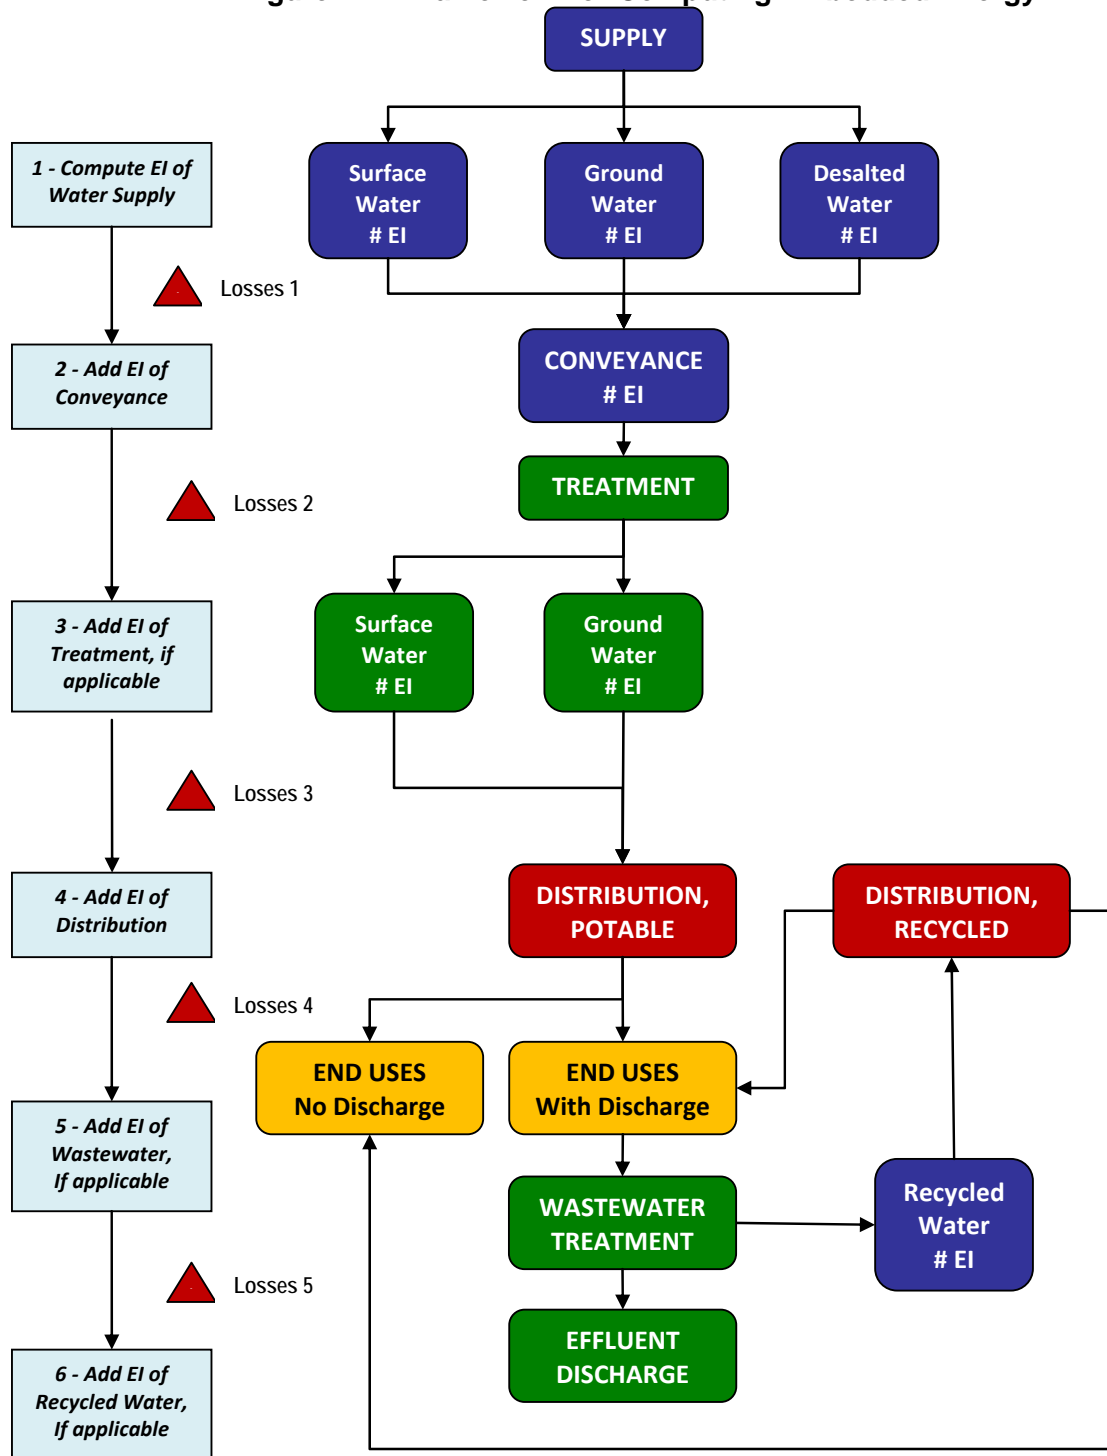 SUPPLY
1 - Compute EI of
Water Supply
Surface
Water
# EI
Ground
Water
# EI
Desalted
Water
# EI
Losses 1
2 - Add EI of
Conveyance
CONVEYANCE
# EI
Losses 2
TREATMENT
3 - Add EI of
Treatment, if
applicable
Surface
Water
# EI
Ground
Water
# EI
Losses 3
4 - Add EI of
Distribution
DISTRIBUTION,
POTABLE
DISTRIBUTION,
RECYCLED
Losses 4
END USES
No Discharge
END USES
With Discharge
5 - Add EI of
Wastewater,
If applicable
WASTEWATER
TREATMENT
Recycled
Water
# EI
Losses 5
EFFLUENT
DISCHARGE
6 - Add EI of
Recycled Water,
If applicable